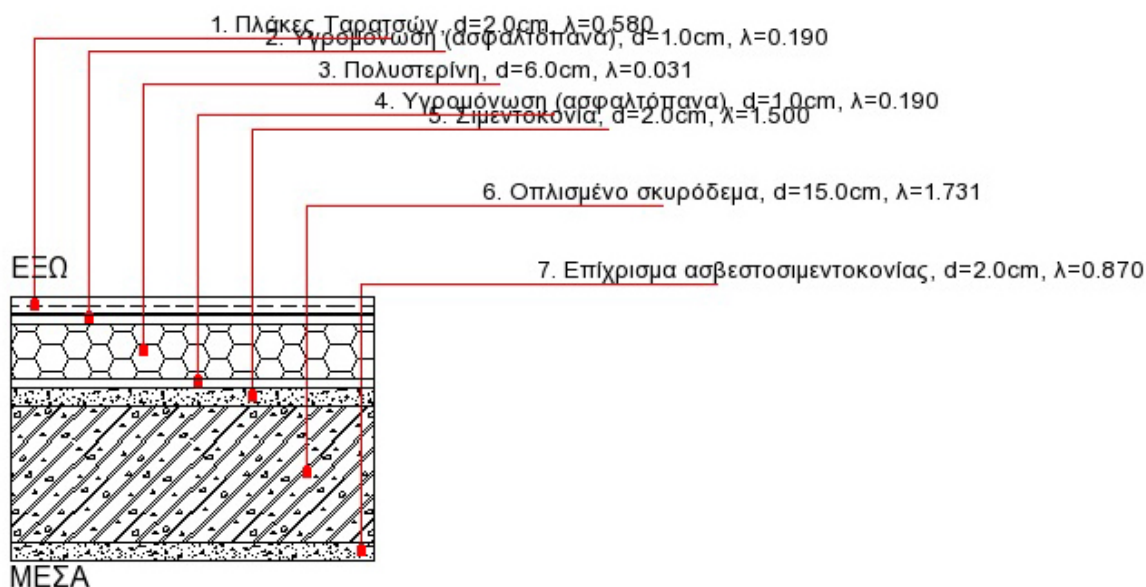 1. Πλάκες Ταρατσών, d=2.0cm, λ=0.580
2. Υγρομόνωση (ασφαλτόπανα), d=1.0cm, λ=0.190
3. Πολυστερίνη, d=6.0cm, λ=0.031
4. Υγρομόνωση (ασφαλτόπανα), d=1.0cm, λ=0.190
5. Σιμεντοκονία, d=2.0cm, λ=1.500
6. Οπλισμένο σκυρόδεμα, d=15.0cm, λ=1.731
ΕΞΩ
7. Επίχρισμα ασβεστοσιμεντοκονίας, d=2.0cm, λ=0.870
ΜΕΣΑ